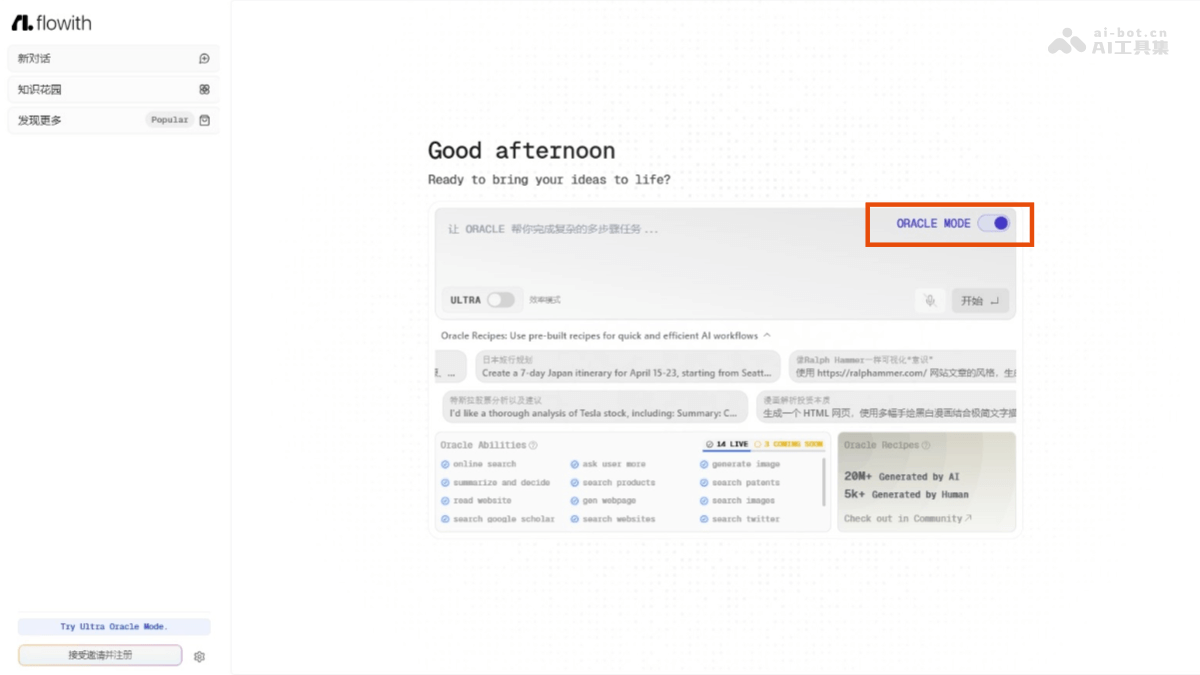 flowith
新对话
知识花园
发现更多 Popular
ai-bot.cn
AI工具集
Good afternoon
Ready to bring your ideas to life?
让 ORACLE 帮你完成复杂的多步骤任务 ...
ORACLE MODE
ULTRA 效率模式
开始
Oracle Recipes: Use pre-built recipes for quick and efficient AI workflows
...
日本旅行规划
Create a 7-day Japan itinerary for April 15-23, starting from Seatt...
像Ralph Hammer一样可视化"意识"
使用 https://ralphammer.com/ 网站文章的风格，生
特斯拉股票分析以及建议
I'd like a thorough analysis of Tesla stock, including: Summary: C...
漫画解析投资本质
生成一个 HTML 网页，使用多幅手绘黑白漫画结合极简文字
Oracle Abilities
14 LIVE 3 COMING SOON
online search
ask user more
generate image
summarize and decide
search products
search patents
read website
gen webpage
search images
search google scholar
search websites
search twitter
Oracle Recipes
20M+ Generated by AI
5k+ Generated by Human
Check out in Community
Try Ultra Oracle Mode.
接受邀请并注册